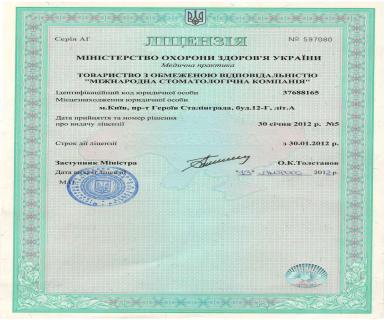 ЛІЦЕНЗІЯ
Серія АГ № 597080
МІНІСТЕРСТВО ОХОРОНИ ЗДОРОВ'Я УКРАЇНИ
Медична практика
ТОВАРИСТВО З ОБМЕЖЕНОЮ ВІДПОВІДАЛЬНІСТЮ
"МІЖНАРОДНА СТОМАТОЛОГІЧНА КОМПАНІЯ"
Ідентифікаційний код юридичної особи 37688165
Місцезнаходження юридичної особи
м.Київ, пр-т Героїв Сталінграда, буд.12-Г, літ.А
Дата прийняття та номер рішення
про видачу ліцензії 30 січня 2012 р. №5
Строк дії ліцензії з 30.01.2012
Заступник Міністра О.К.Толстанов
Дата видачі ліцензії "13" лютого 2012 р.
М.П.